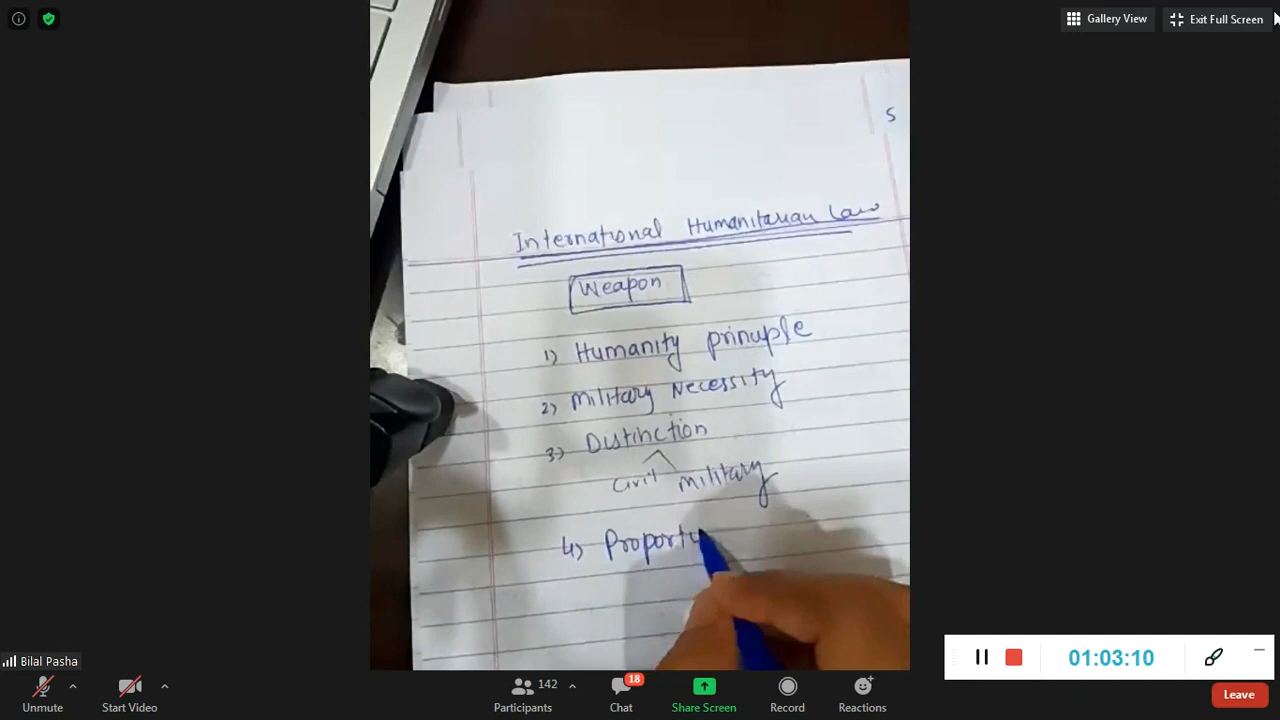 Gallery View
Exit Full Screen
S
International Humanitarian Law
Weapon
1) Humanity principle
2) Military Necessity
3) Distinction
Civil Military
4) Proporti
Bilal Pasha
01:03:10
Unmute
Start Video
Participants 142
Chat 18
Share Screen
Record
Reactions
Leave